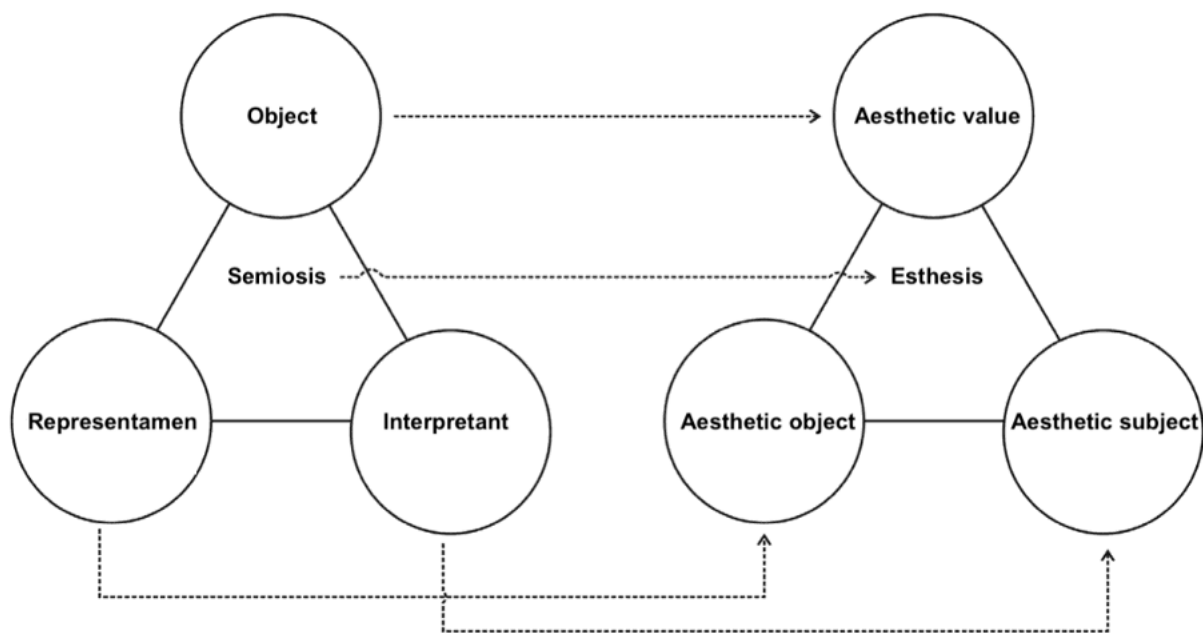 Object
Aesthetic value
Semiosis
Esthesis
Representamen
Interpretant
Aesthetic object
Aesthetic subject